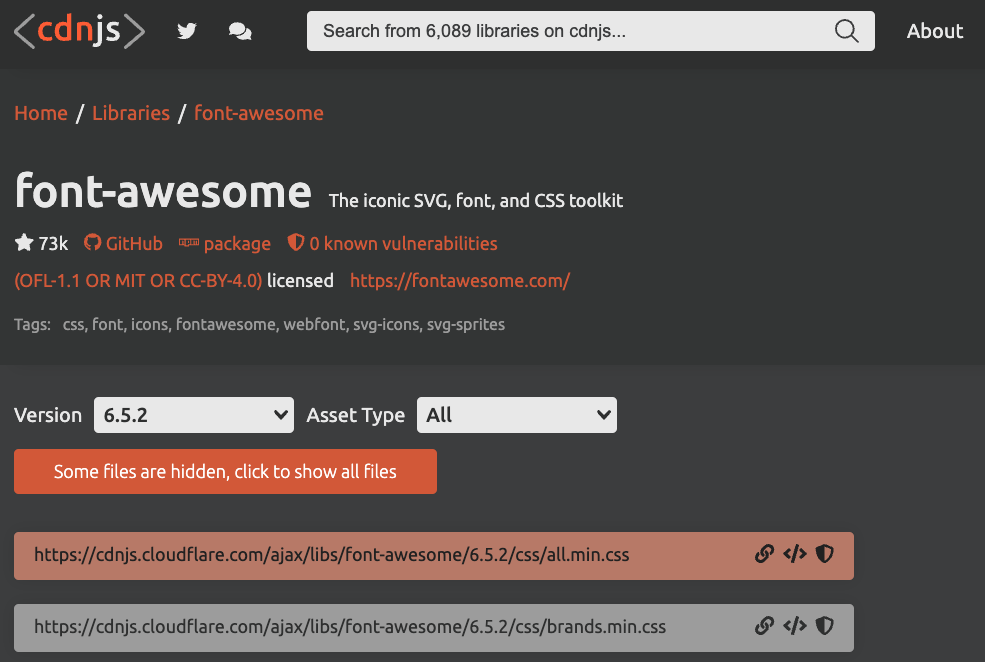 <cdnjs>
Search from 6,089 libraries on cdnjs...
About
Home / Libraries / font-awesome
font-awesome The iconic SVG, font, and CSS toolkit
73k GitHub npm package 0 known vulnerabilities
(OFL-1.1 OR MIT OR CC-BY-4.0) licensed https://fontawesome.com/
Tags: css, font, icons, fontawesome, webfont, svg-icons, svg-sprites
Version 6.5.2 Asset Type All
Some files are hidden, click to show all files
https://cdnjs.cloudflare.com/ajax/libs/font-awesome/6.5.2/css/all.min.css </>
https://cdnjs.cloudflare.com/ajax/libs/font-awesome/6.5.2/css/brands.min.css </>